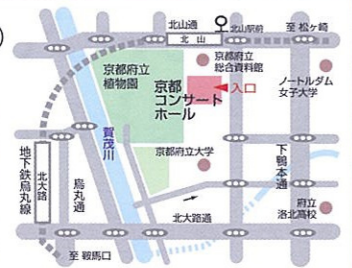 北山通
北山駅前
至 松ヶ崎
北 山
京都府立
植物園
京都府立
総合資料館
ノートルダム
女子大学
京都
コンサート
ホール
入口
賀茂川
京都府立大学
下鴨本通
地下鉄烏丸線
北大路
烏丸通
北大路通
府立
洛北高校
至 鞍馬口